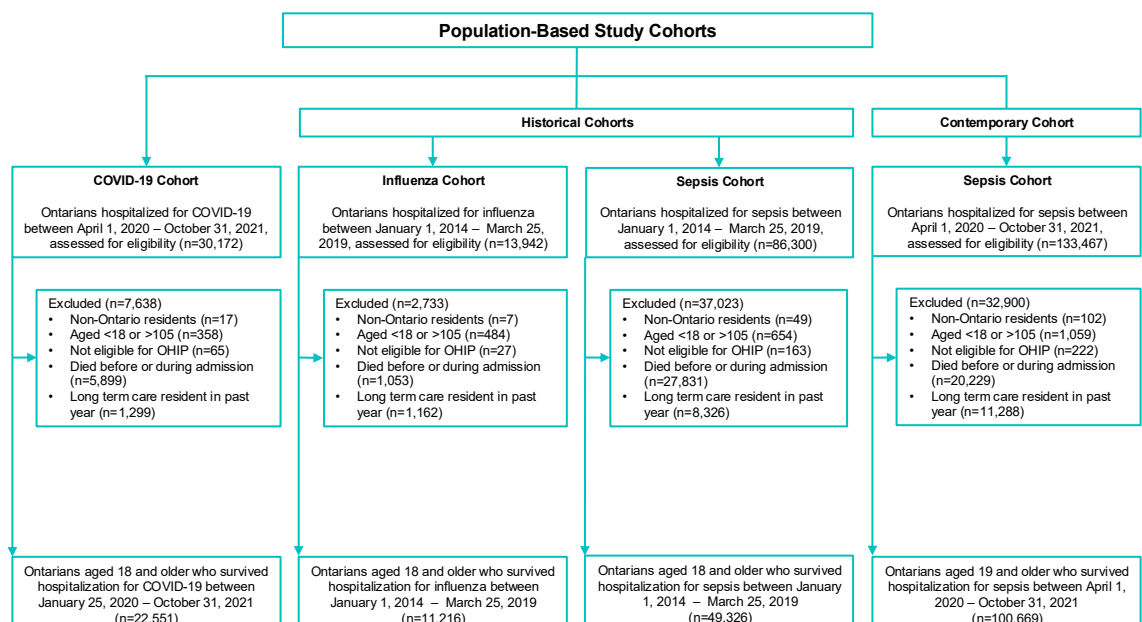 Population-Based Study Cohorts
Historical Cohorts
Contemporary Cohort
COVID-19 Cohort
Ontarians hospitalized for COVID-19
between April 1, 2020 – October 31, 2021,
assessed for eligibility (n=30,172)
Influenza Cohort
Ontarians hospitalized for influenza
between January 1, 2014 – March 25,
2019, assessed for eligibility (n=13,942)
Sepsis Cohort
Ontarians hospitalized for sepsis between
January 1, 2014 – March 25, 2019,
assessed for eligibility (n=86,300)
Sepsis Cohort
Ontarians hospitalized for sepsis between
April 1, 2020 – October 31, 2021,
assessed for eligibility (n=133,467)
Excluded (n=7,638)
• Non-Ontario residents (n=17)
• Aged <18 or >105 (n=358)
• Not eligible for OHIP (n=65)
• Died before or during admission
(n=5,899)
• Long term care resident in past
year (n=1,299)
Excluded (n=2,733)
• Non-Ontario residents (n=7)
• Aged <18 or >105 (n=484)
• Not eligible for OHIP (n=27)
• Died before or during admission
(n=1,053)
• Long term care resident in past
year (n=1,162)
Excluded (n=37,023)
• Non-Ontario residents (n=49)
• Aged <18 or >105 (n=654)
• Not eligible for OHIP (n=163)
• Died before or during admission
(n=27,831)
• Long term care resident in past
year (n=8,326)
Excluded (n=32,900)
• Non-Ontario residents (n=102)
• Aged <18 or >105 (n=1,059)
• Not eligible for OHIP (n=222)
• Died before or during admission
(n=20,229)
• Long term care resident in past
year (n=11,288)
Ontarians aged 18 and older who survived
hospitalization for COVID-19 between
January 25, 2020 – October 31, 2021
(n=22,551)
Ontarians aged 18 and older who survived
hospitalization for influenza between
January 1, 2014 – March 25, 2019
(n=11,216)
Ontarians aged 18 and older who survived
hospitalization for sepsis between January
1, 2014 – March 25, 2019
(n=49,326)
Ontarians aged 19 and older who survived
hospitalization for sepsis between April 1,
2020 – October 31, 2021
(n=100,669)